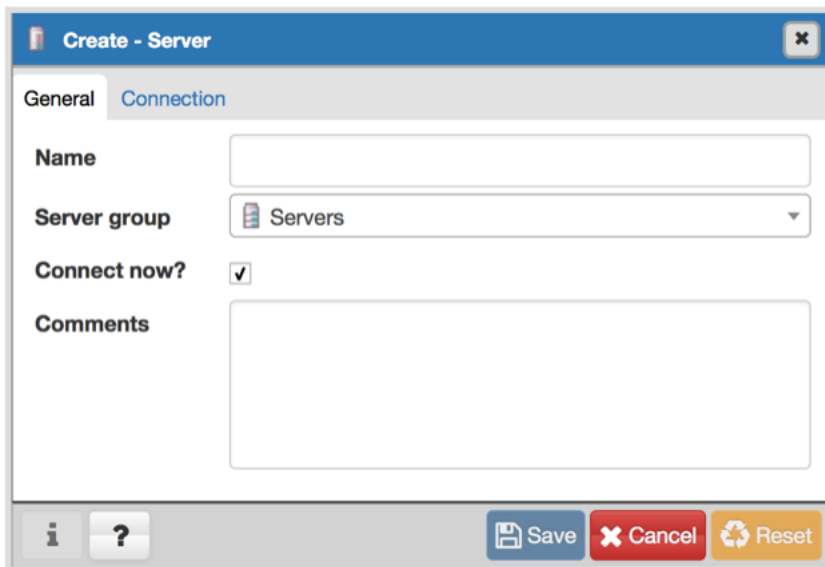 Create - Server
General Connection
Name
Server group Servers
Connect now?
Comments
i ? Save Cancel Reset